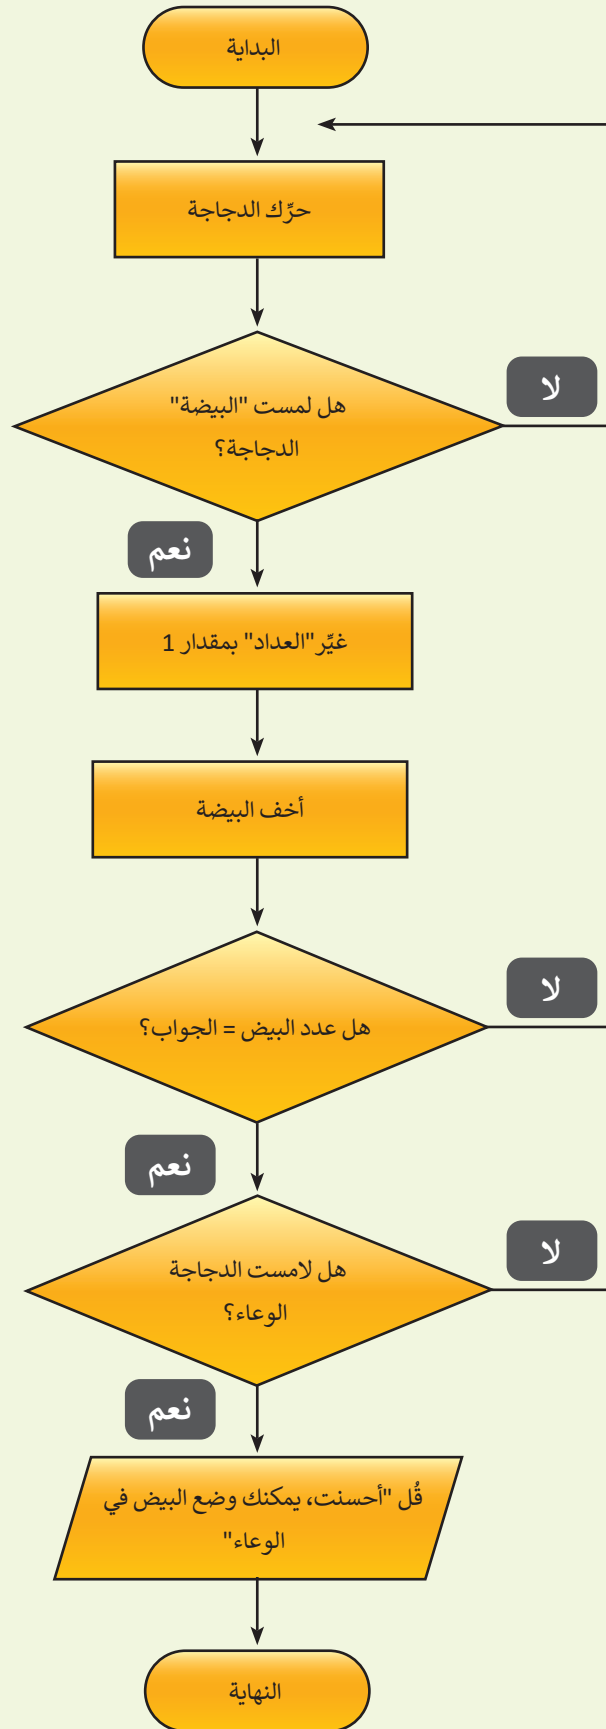 البداية
حرِّك الدجاجة
هل لمست "البيضة"
الدجاجة؟
لا
نعم
غيِّر"العداد" بمقدار 1
أخف البيضة
هل عدد البيض = الجواب؟
لا
نعم
هل لامست الدجاجة
الوعاء؟
لا
نعم
قُل "أحسنت، يمكنك وضع البيض في
الوعاء"
النهاية